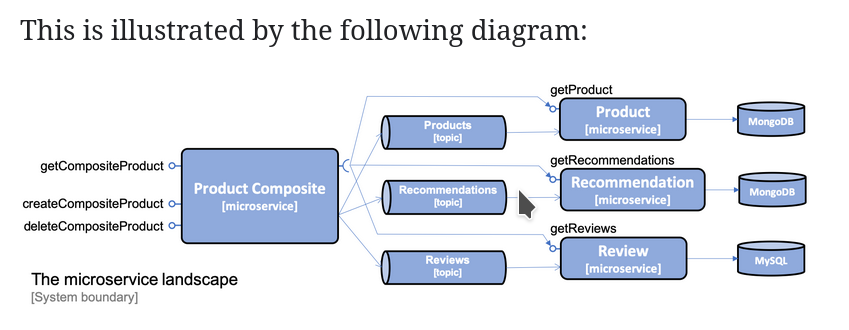 This is illustrated by the following diagram:
getProduct
Product
[microservice]
MongoDB
Products
[topic]
getCompositeProduct
createCompositeProduct
deleteCompositeProduct
Product Composite
[microservice]
getRecommendations
Recommendation
[microservice]
MongoDB
Recommendations
[topic]
getReviews
Review
[microservice]
MySQL
Reviews
[topic]
The microservice landscape
[System boundary]